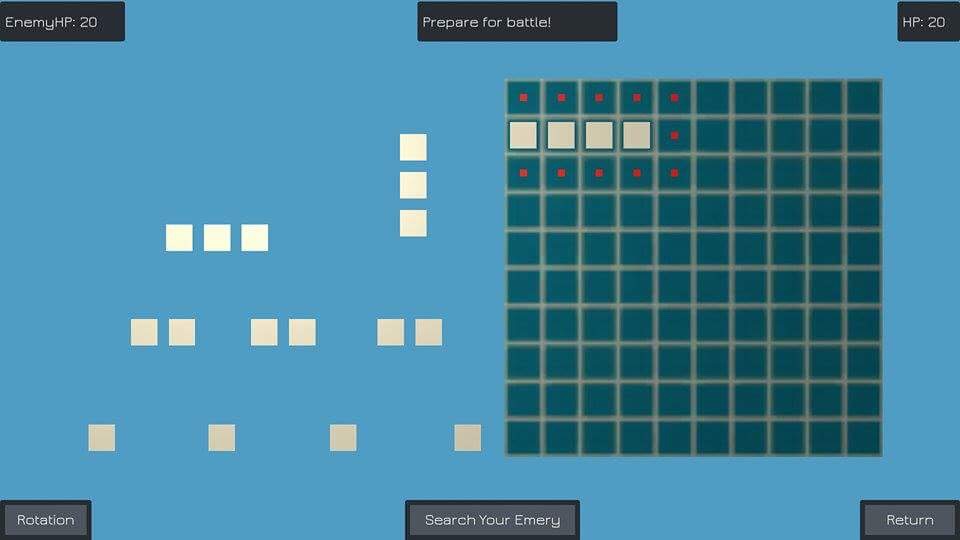 EnemyHP: 20
Prepare for battle!
HP: 20
Rotation
Search Your Emery
Return